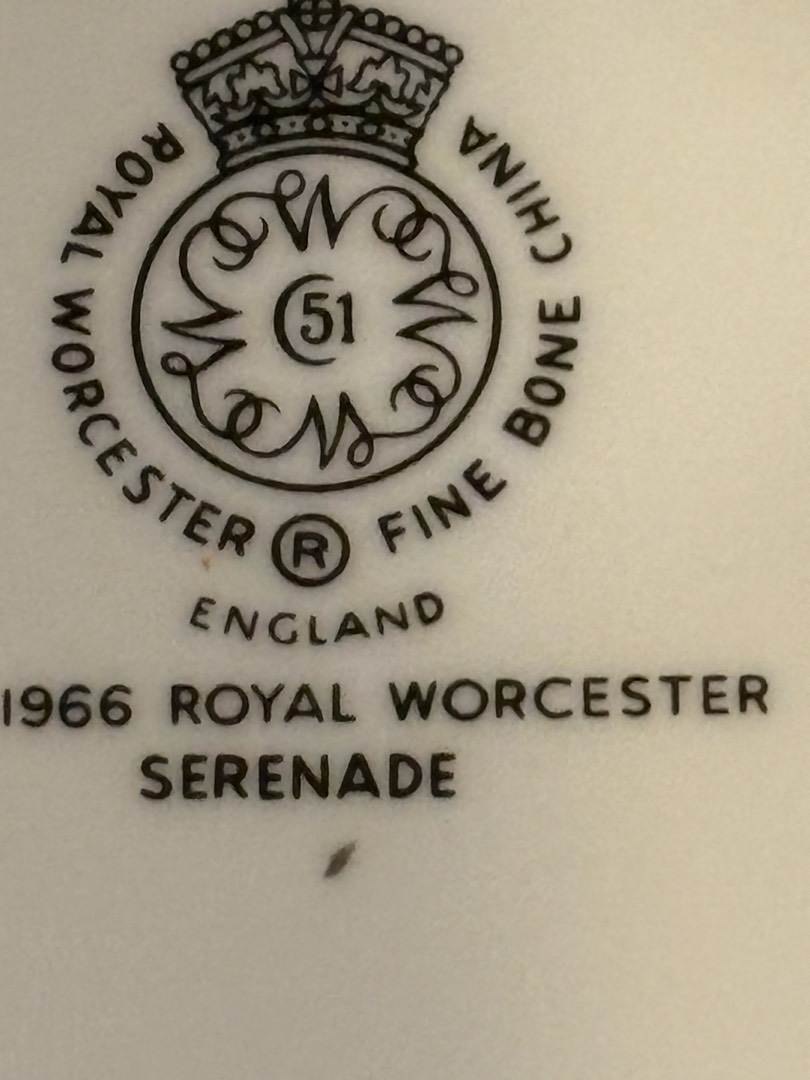 ROYAL WORCESTER ® FINE BONE CHINA
51
ENGLAND
1966 ROYAL WORCESTER
SERENADE